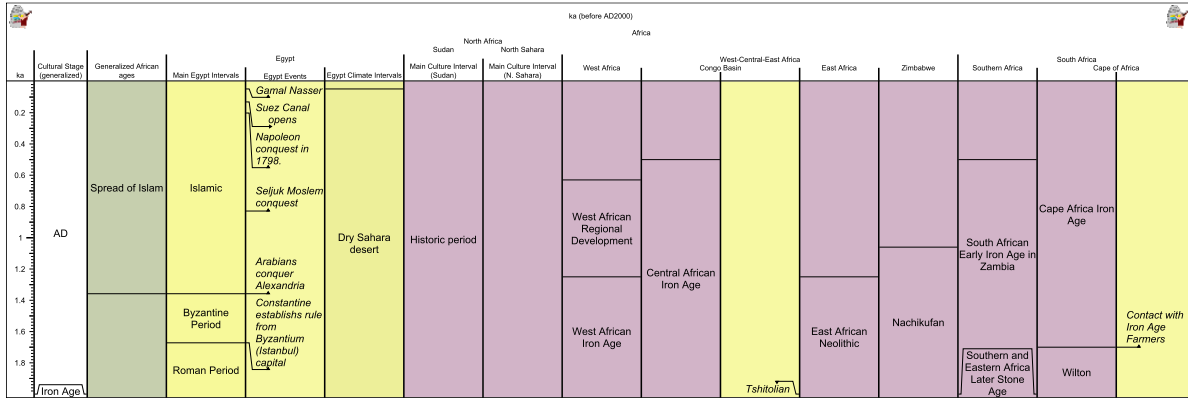 ka (before AD2000)
Africa
North Africa
Sudan
North Sahara
Egypt
West-Central-East Africa
South Africa
ka
Cultural Stage
(generalized)
Generalized African
ages
Main Egypt Intervals
Egypt Events
Egypt Climate Intervals
Main Culture Interval
(Sudan)
Main Culture Interval
(N. Sahara)
West Africa
Congo Basin
East Africa
Zimbabwe
Southern Africa
Cape of Africa
0.2
0.4
0.6
0.8
1
1.2
1.4
1.6
1.8
AD
Iron Age
Spread of Islam
Islamic
Byzantine
Period
Roman Period
Gamal Nasser
Suez Canal
opens
Napoleon
conquest in
1798.
Seljuk Moslem
conquest
Arabians
conquer
Alexandria
Constantine
establishs rule
from
Byzantium
(Istanbul)
capital
Dry Sahara
desert
Historic period
West African
Regional
Development
West African
Iron Age
Central African
Iron Age
Tshitolian
East African
Neolithic
Nachikufan
South African
Early Iron Age in
Zambia
Southern and
Eastern Africa
Later Stone
Age
Cape Africa Iron
Age
Wilton
Contact with
Iron Age
Farmers